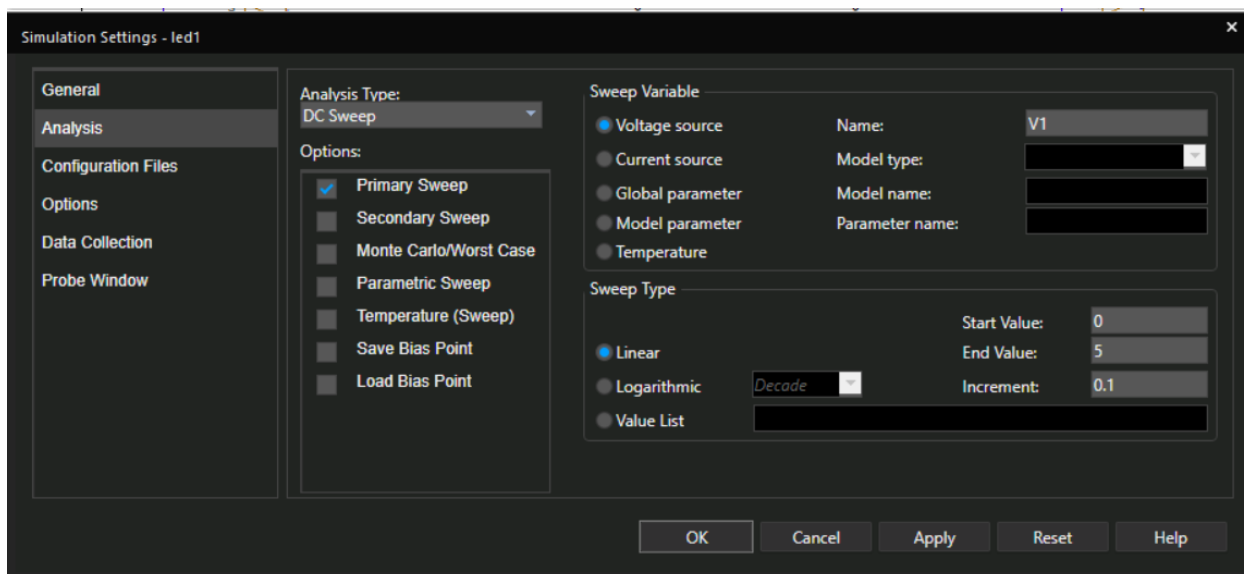 Simulation Settings - led1
×
General
Analysis
Configuration Files
Options
Data Collection
Probe Window
Analysis Type:
DC Sweep
Options:
Primary Sweep
Secondary Sweep
Monte Carlo/Worst Case
Parametric Sweep
Temperature (Sweep)
Save Bias Point
Load Bias Point
Sweep Variable
Voltage source
Name: V1
Current source
Model type:
Global parameter
Model name:
Model parameter
Parameter name:
Temperature
Sweep Type
Start Value: 0
Linear
End Value: 5
Logarithmic
Decade
Increment: 0.1
Value List
OK Cancel Apply Reset Help